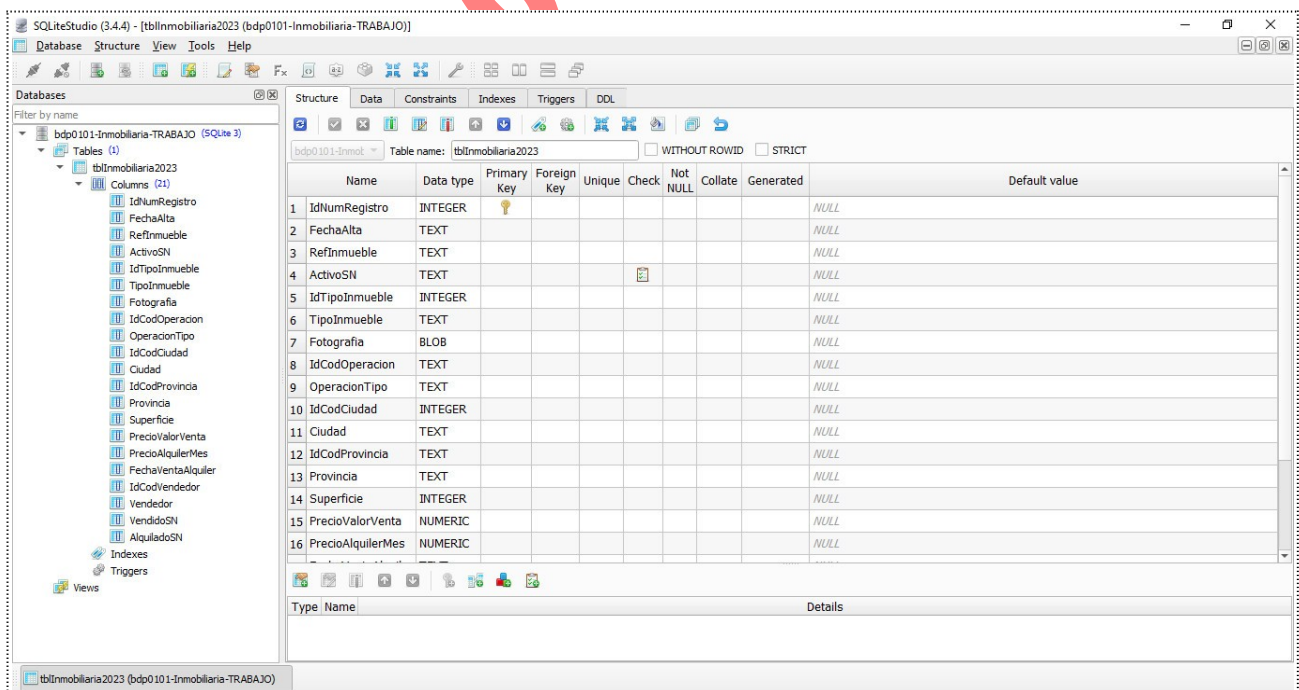 SQLiteStudio (3.4.4) - [tblInmobiliaria2023 (bdp0101-Inmobiliaria-TRABAJO)]
Database Structure View Tools Help
Databases
Filter by name
bdp0101-Inmobiliaria-TRABAJO (SQLite 3)
Tables (1)
tblInmobiliaria2023
Columns (21)
IdNumRegistro
FechaAlta
RefInmueble
ActivoSN
IdTipoInmueble
TipoInmueble
Fotografia
IdCodOperacion
OperacionTipo
IdCodCiudad
Ciudad
IdCodProvincia
Provincia
Superficie
PrecioValorVenta
PrecioAlquilerMes
FechaVentaAlquiler
IdCodVendedor
Vendedor
VendidoSN
AlquiladoSN
Indexes
Triggers
Views
Structure Data Constraints Indexes Triggers DDL
bdp0101-Inmot Table name: tblInmobiliaria2023 WITHOUT ROWID STRICT
Name Data type Primary Key Foreign Key Unique Check Not NULL Collate Generated Default value
1 IdNumRegistro INTEGER NULL
2 FechaAlta TEXT NULL
3 RefInmueble TEXT NULL
4 ActivoSN TEXT NULL
5 IdTipoInmueble INTEGER NULL
6 TipoInmueble TEXT NULL
7 Fotografia BLOB NULL
8 IdCodOperacion TEXT NULL
9 OperacionTipo TEXT NULL
10 IdCodCiudad INTEGER NULL
11 Ciudad TEXT NULL
12 IdCodProvincia TEXT NULL
13 Provincia TEXT NULL
14 Superficie INTEGER NULL
15 PrecioValorVenta NUMERIC NULL
16 PrecioAlquilerMes NUMERIC NULL
Type Name Details
tblInmobiliaria2023 (bdp0101-Inmobiliaria-TRABAJO)